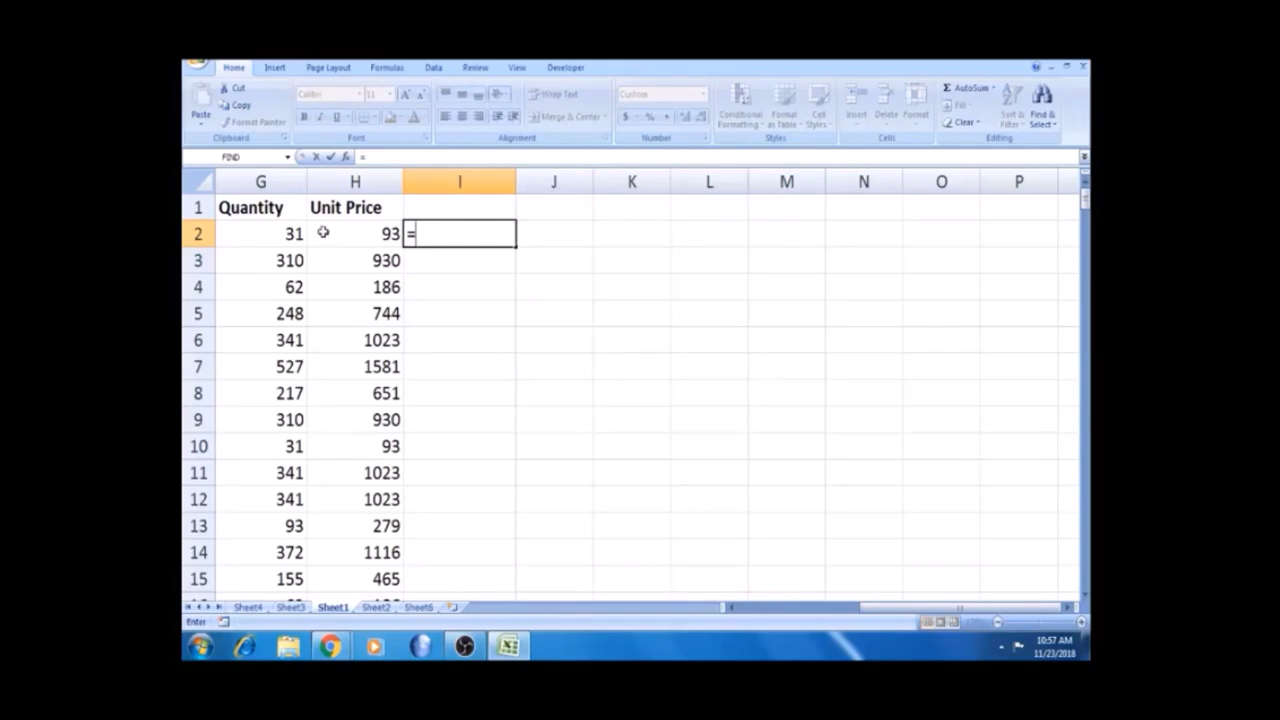 Home Insert Page Layout Formulas Data Review View Developer
Cut
Copy
Format Painter
Paste
Calibri 11 A A
B I U
Wrap Text
Merge & Center
Custom
$ % ,
Conditional Formatting
Format as Table
Cell Styles
Insert Delete Format
Σ AutoSum
Fill
Clear
Sort & Filter
Find & Select
Clipboard Font Alignment Number Styles Cells Editing
FIND fx =
G H I J K L M N O P
1 Quantity Unit Price
2 31 93 =
3 310 930
4 62 186
5 248 744
6 341 1023
7 527 1581
8 217 651
9 310 930
10 31 93
11 341 1023
12 341 1023
13 93 279
14 372 1116
15 155 465
Sheet4 Sheet3 Sheet1 Sheet2 Sheet6
Enter
10:57 AM
11/23/2018